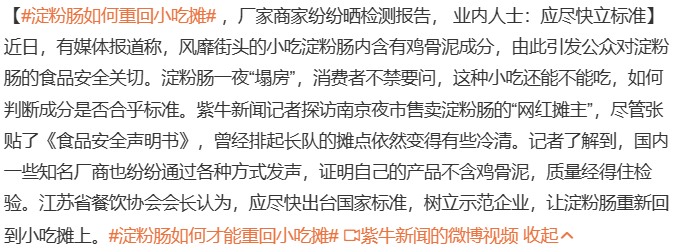 【#淀粉肠如何重回小吃摊# ，厂家商家纷纷晒检测报告， 业内人士：应尽快立标准】
近日，有媒体报道称，风靡街头的小吃淀粉肠内含有鸡骨泥成分，由此引发公众对淀粉
肠的食品安全关切。淀粉肠一夜“塌房”，消费者不禁要问，这种小吃还能不能吃，如何
判断成分是否合乎标准。紫牛新闻记者探访南京夜市售卖淀粉肠的“网红摊主”，尽管张
贴了《食品安全声明书》，曾经排起长队的摊点依然变得有些冷清。记者了解到，国内
一些知名厂商也纷纷通过各种方式发声，证明自己的产品不含鸡骨泥，质量经得住检
验。江苏省餐饮协会会长认为，应尽快出台国家标准，树立示范企业，让淀粉肠重新回
到小吃摊上。#淀粉肠如何才能重回小吃摊# 紫牛新闻的微博视频 收起